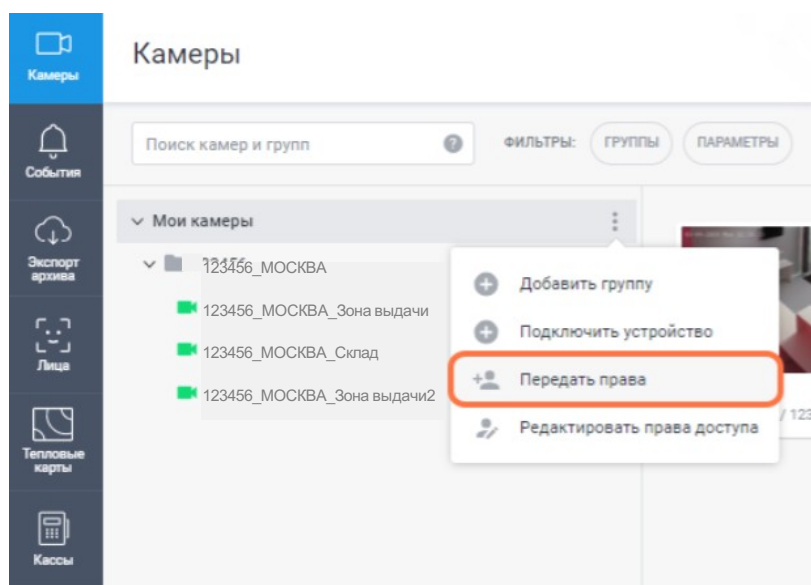 Камеры
Камеры
Поиск камер и групп
ФИЛЬТРЫ:
ГРУППЫ
ПАРАМЕТРЫ
События
Мои камеры
Экспорт
архива
123456_МОСКВА
Добавить группу
123456_МОСКВА_Зона выдачи
Подключить устройство
Лица
123456_МОСКВА_Склад
Передать права
123456_МОСКВА_Зона выдачи2
/ 123
Редактировать права доступа
Тепловые
карты
Кассы